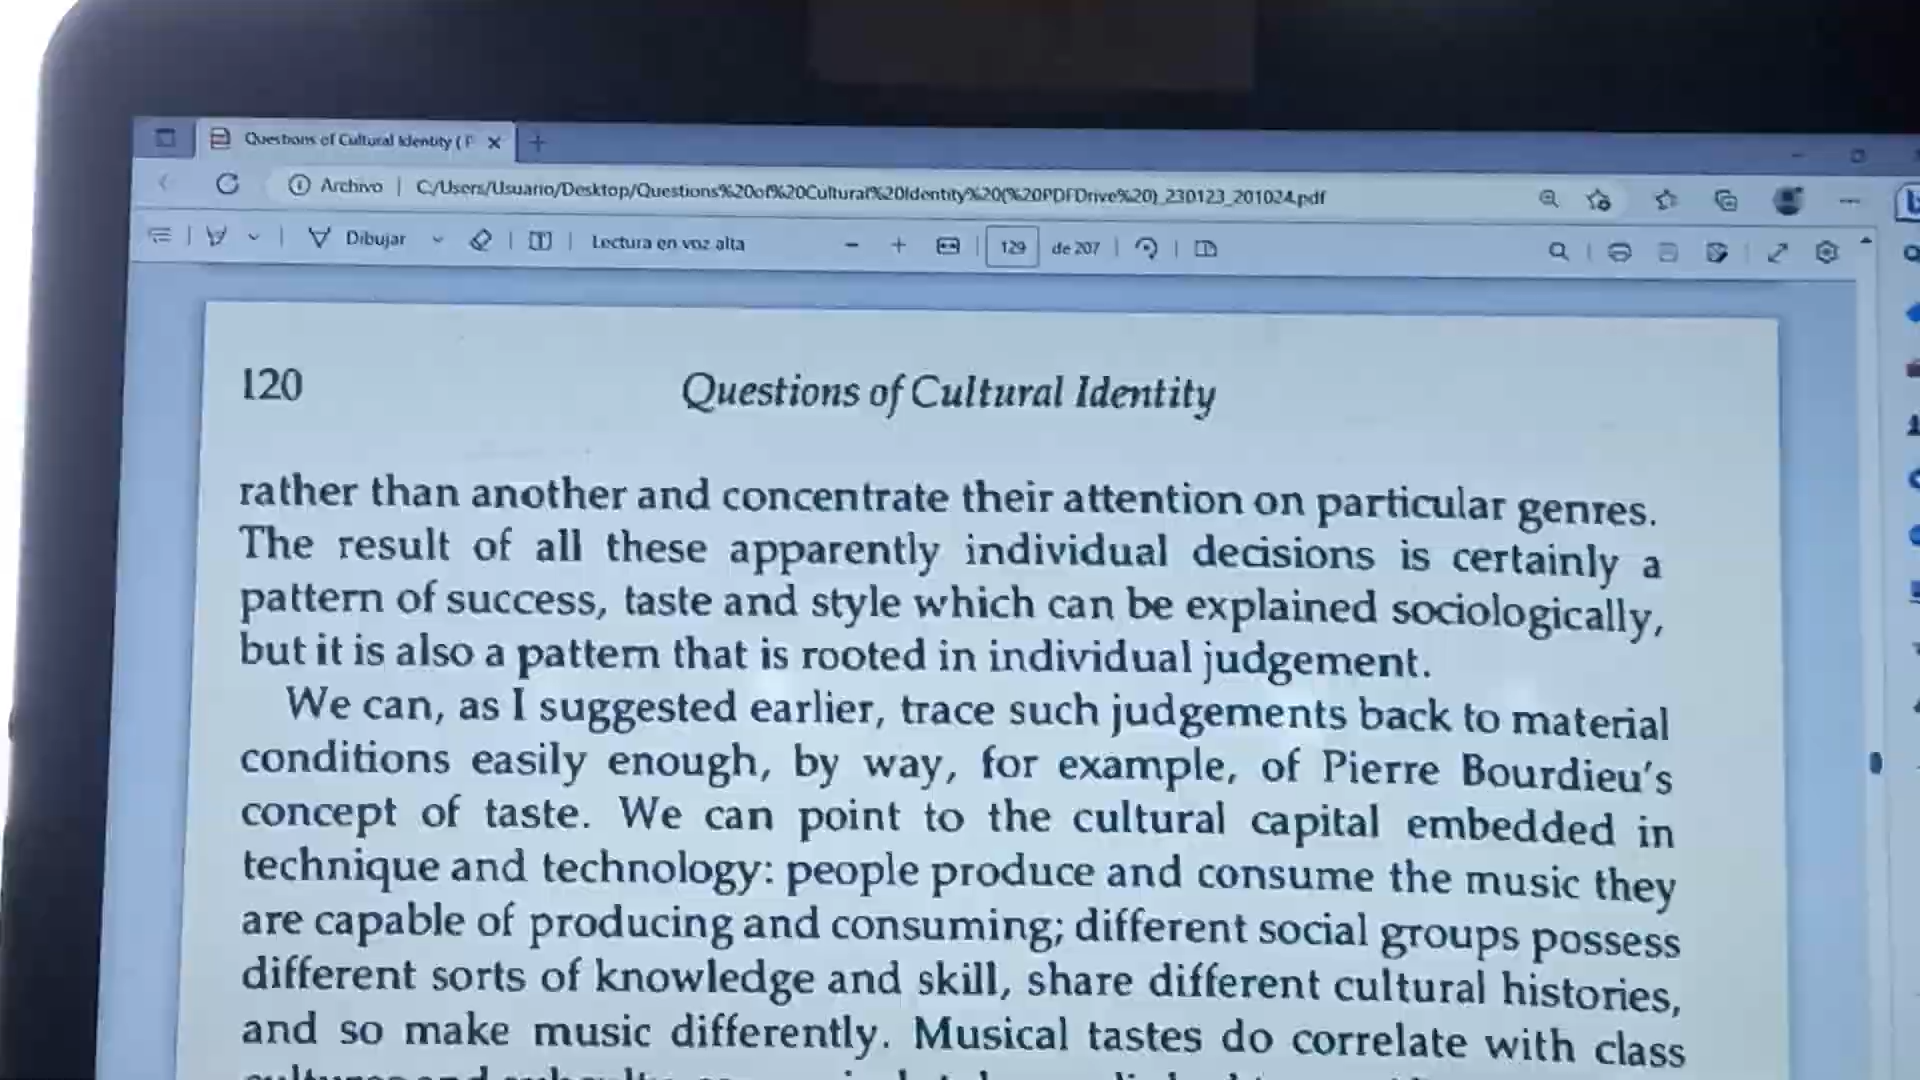 Questions of Cultural Identity ( F
Archivo | C:/Users/Usuario/Desktop/Questions%20of%20Cultural%20Identity%20(%20PDFDrive%20)_230123_201024.pdf
Dibujar Lectura en voz alta 129 de 207
120 Questions of Cultural Identity
rather than another and concentrate their attention on particular genres.
The result of all these apparently individual decisions is certainly a
pattern of success, taste and style which can be explained sociologically,
but it is also a pattern that is rooted in individual judgement.
We can, as I suggested earlier, trace such judgements back to material
conditions easily enough, by way, for example, of Pierre Bourdieu's
concept of taste. We can point to the cultural capital embedded in
technique and technology: people produce and consume the music they
are capable of producing and consuming; different social groups possess
different sorts of knowledge and skill, share different cultural histories,
and so make music differently. Musical tastes do correlate with class